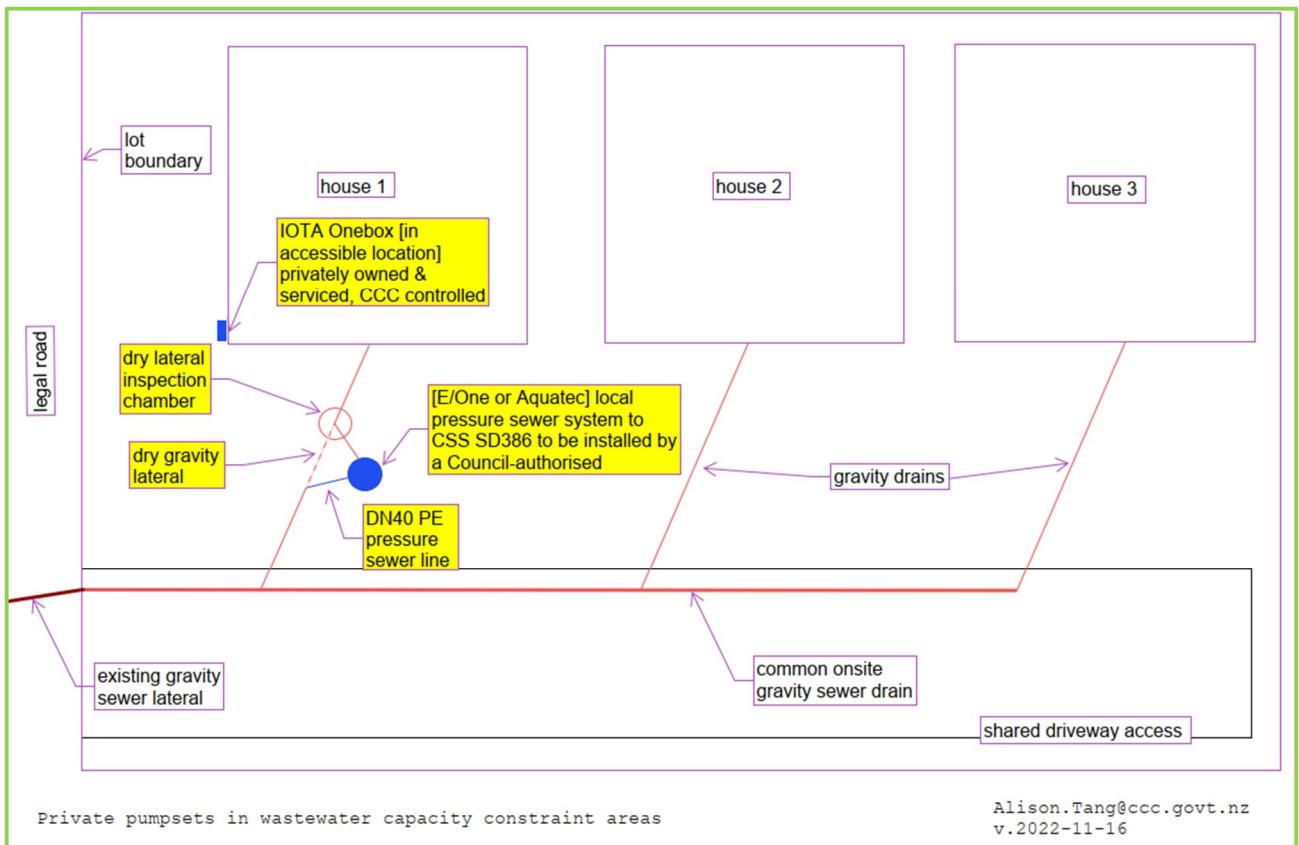 lot
boundary
house 1
house 2
house 3
IOTA Onebox [in
accessible location]
privately owned &
serviced, CCC controlled
legal road
dry lateral
inspection
chamber
[E/One or Aquatec] local
pressure sewer system to
CSS SD386 to be installed by
a Council-authorised
dry gravity
lateral
gravity drains
DN40 PE
pressure
sewer line
existing gravity
sewer lateral
common onsite
gravity sewer drain
shared driveway access
Private pumpsets in wastewater capacity constraint areas
Alison.Tang@ccc.govt.nz
v.2022-11-16